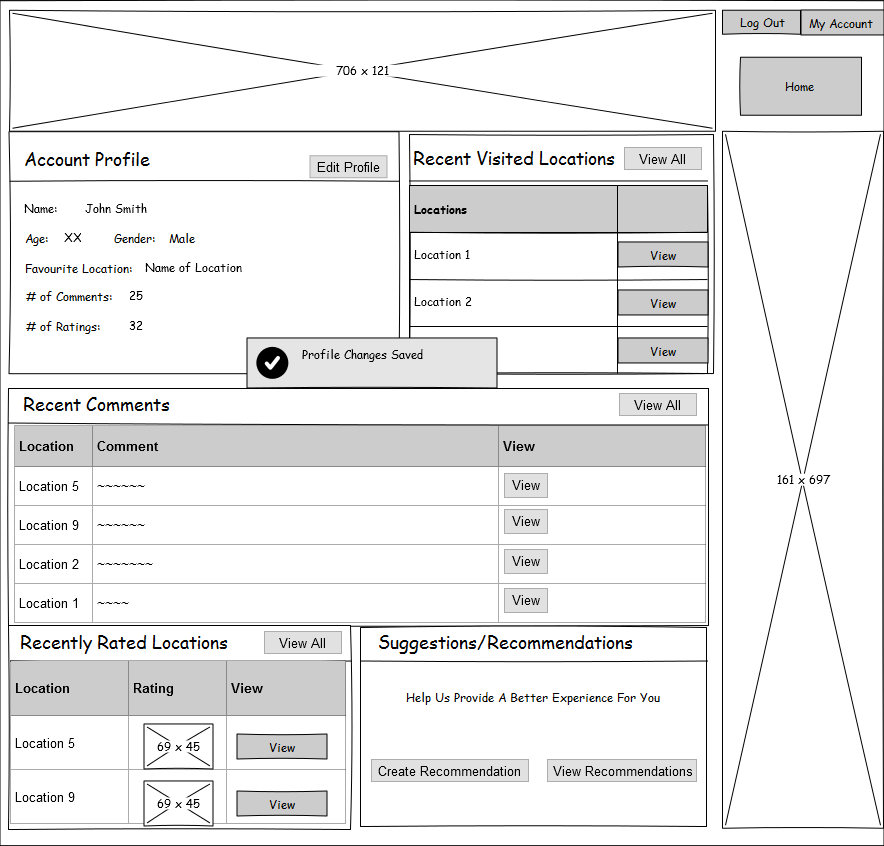 706 x 121
Log Out My Account
Home
Account Profile
Edit Profile
Name: John Smith
Age: XX Gender: Male
Favourite Location: Name of Location
# of Comments: 25
# of Ratings: 32
Recent Visited Locations View All
Locations
Location 1 View
Location 2 View
View
Profile Changes Saved
161 x 697
Recent Comments View All
Location Comment View
Location 5 ~~~~~~ View
Location 9 ~~~~~~ View
Location 2 ~~~~~~~ View
Location 1 ~~~~ View
Recently Rated Locations View All
Location Rating View
Location 5 69 x 45 View
Location 9 69 x 45 View
Suggestions/Recommendations
Help Us Provide A Better Experience For You
Create Recommendation View Recommendations